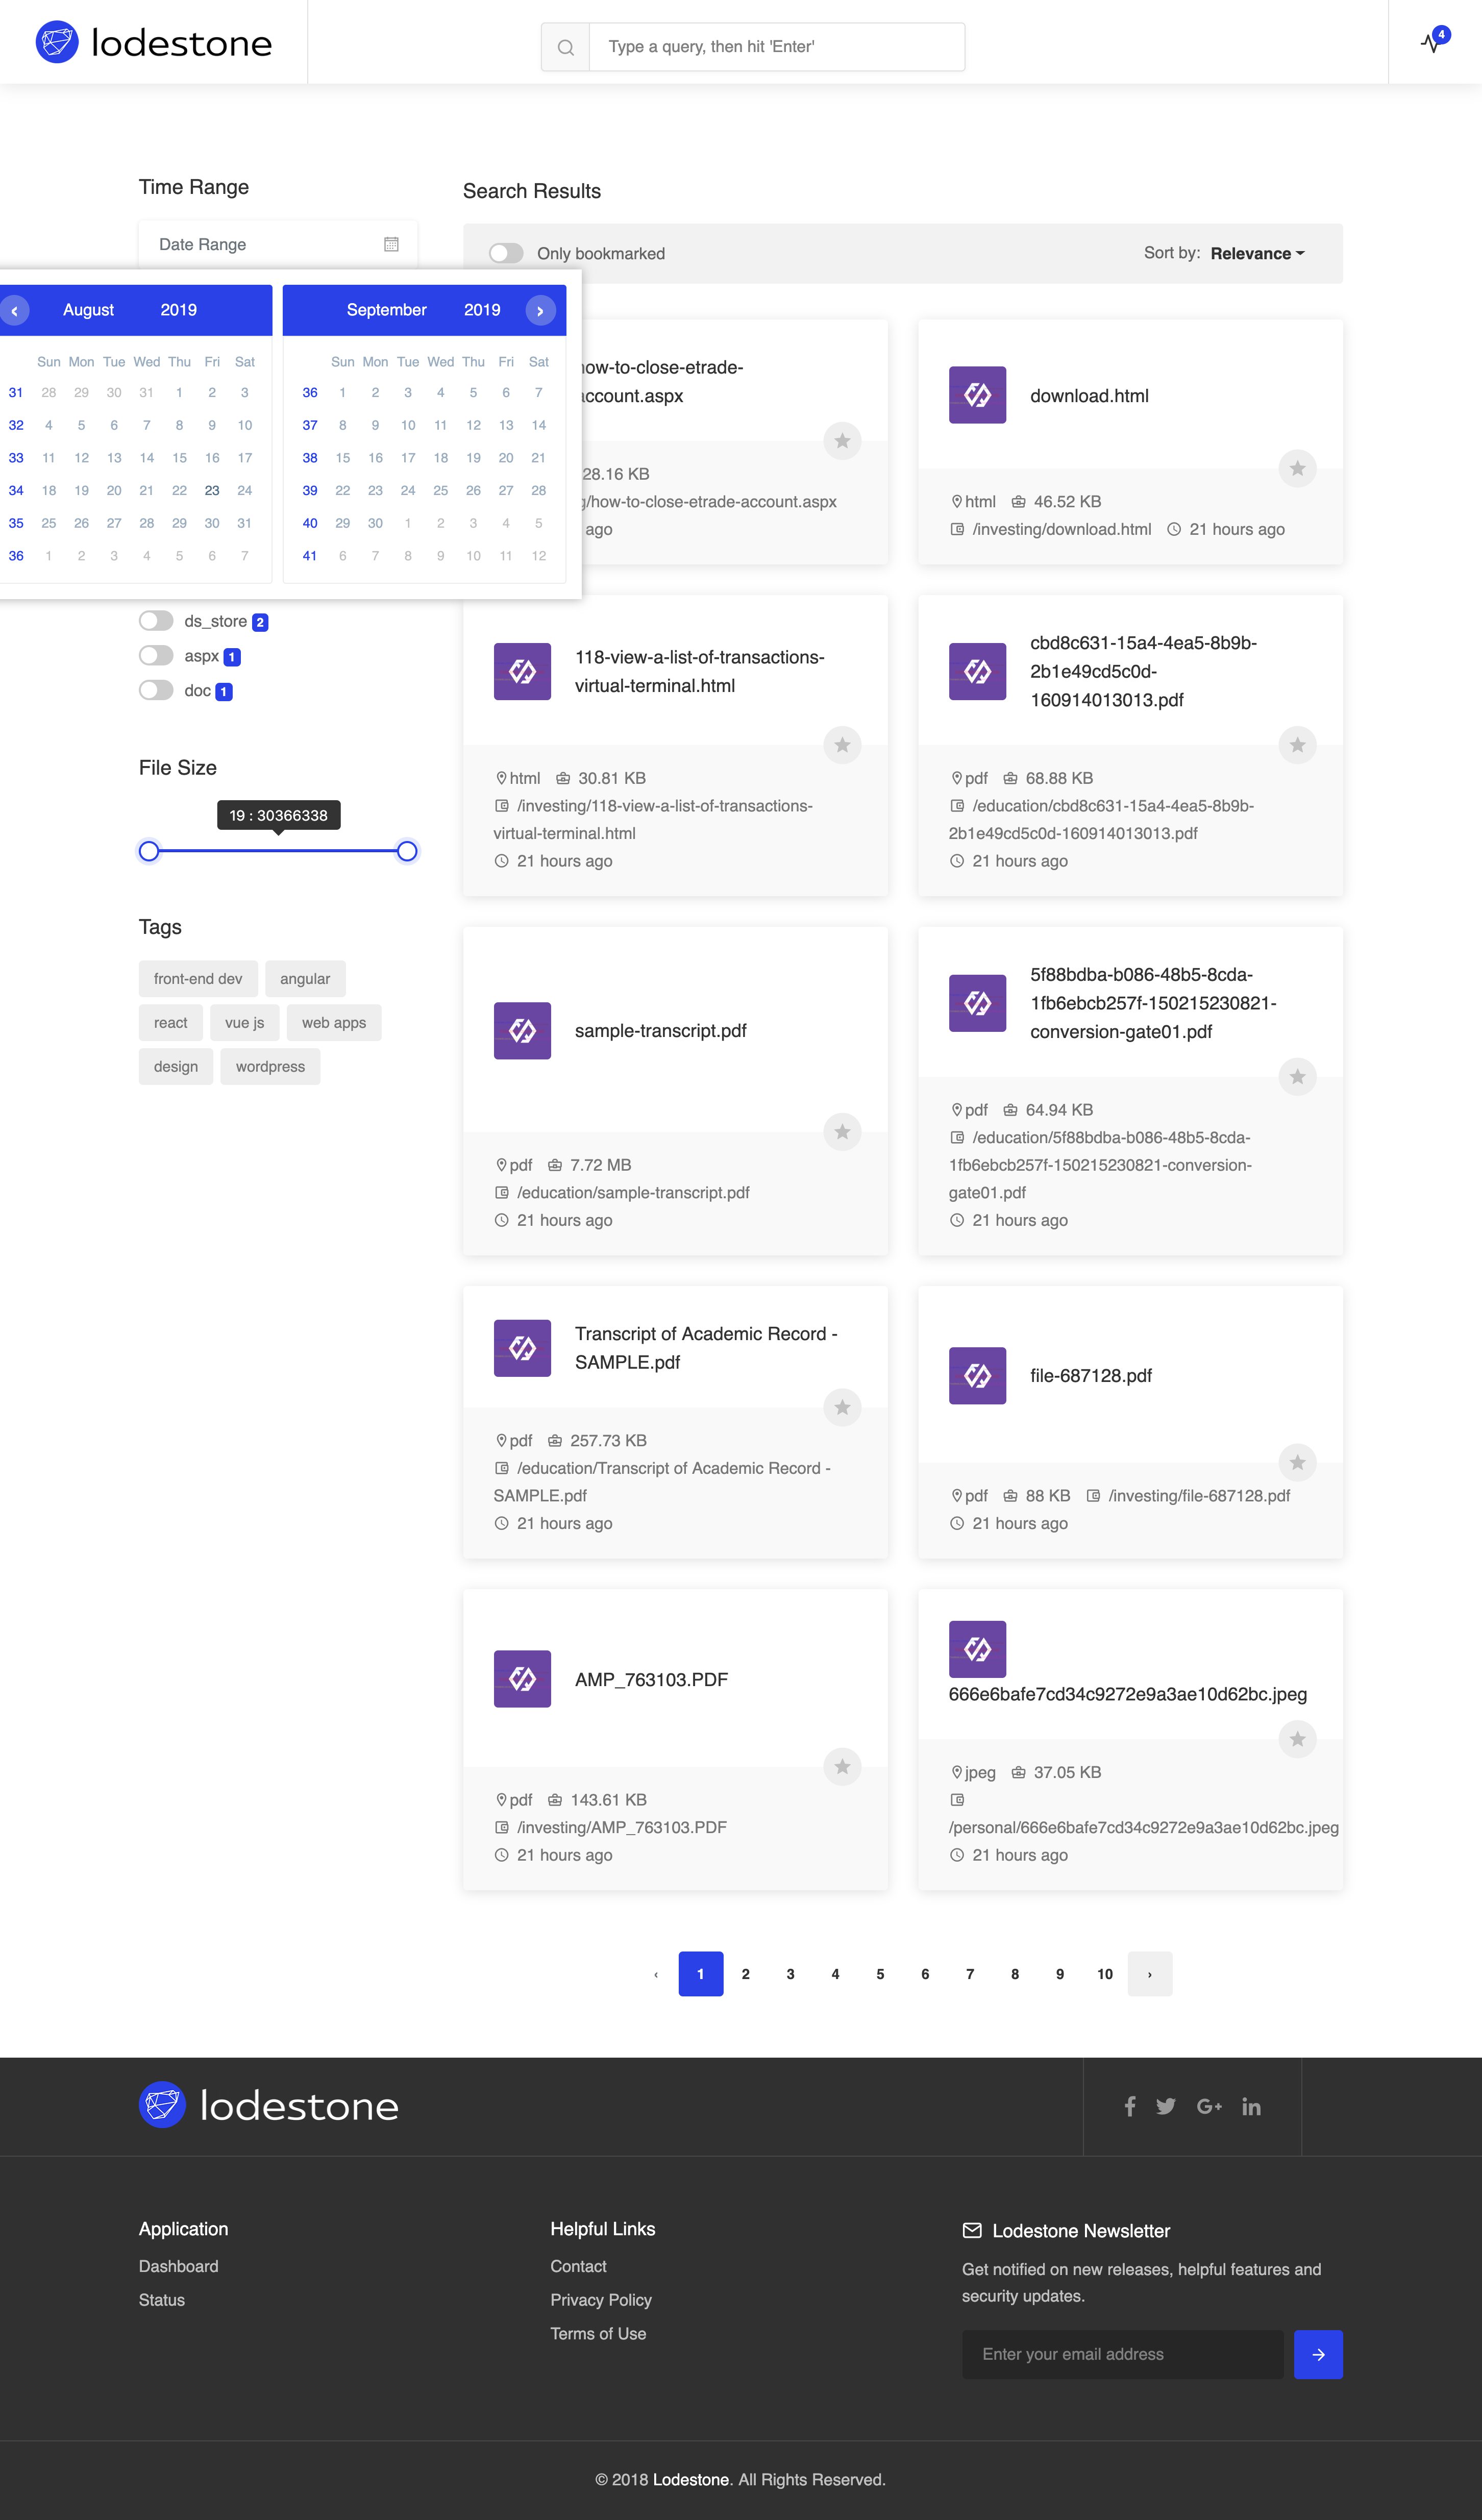 lodestone
Type a query, then hit 'Enter'
4
Time Range
Date Range
Search Results
Only bookmarked
Sort by: Relevance
August 2019
Sun Mon Tue Wed Thu Fri Sat
31 28 29 30 31 1 2 3
32 4 5 6 7 8 9 10
33 11 12 13 14 15 16 17
34 18 19 20 21 22 23 24
35 25 26 27 28 29 30 31
36 1 2 3 4 5 6 7
September 2019
Sun Mon Tue Wed Thu Fri Sat
36 1 2 3 4 5 6 7
37 8 9 10 11 12 13 14
38 15 16 17 18 19 20 21
39 22 23 24 25 26 27 28
40 29 30 1 2 3 4 5
41 6 7 8 9 10 11 12
ds_store 2
aspx 1
doc 1
File Size
19 : 30366338
Tags
front-end dev angular
react vue js web apps
design wordpress
how-to-close-etrade-
account.aspx
28.16 KB
/how-to-close-etrade-account.aspx
ago
download.html
html 46.52 KB
/investing/download.html 21 hours ago
118-view-a-list-of-transactions-
virtual-terminal.html
html 30.81 KB
/investing/118-view-a-list-of-transactions-
virtual-terminal.html
21 hours ago
cbd8c631-15a4-4ea5-8b9b-
2b1e49cd5c0d-
160914013013.pdf
pdf 68.88 KB
/education/cbd8c631-15a4-4ea5-8b9b-
2b1e49cd5c0d-160914013013.pdf
21 hours ago
sample-transcript.pdf
pdf 7.72 MB
/education/sample-transcript.pdf
21 hours ago
5f88bdba-b086-48b5-8cda-
1fb6ebcb257f-150215230821-
conversion-gate01.pdf
pdf 64.94 KB
/education/5f88bdba-b086-48b5-8cda-
1fb6ebcb257f-150215230821-conversion-
gate01.pdf
21 hours ago
Transcript of Academic Record -
SAMPLE.pdf
pdf 257.73 KB
/education/Transcript of Academic Record -
SAMPLE.pdf
21 hours ago
file-687128.pdf
pdf 88 KB /investing/file-687128.pdf
21 hours ago
AMP_763103.PDF
pdf 143.61 KB
/investing/AMP_763103.PDF
21 hours ago
666e6bafe7cd34c9272e9a3ae10d62bc.jpeg
jpeg 37.05 KB
/personal/666e6bafe7cd34c9272e9a3ae10d62bc.jpeg
21 hours ago
‹ 1 2 3 4 5 6 7 8 9 10 ›
lodestone
Application
Dashboard
Status
Helpful Links
Contact
Privacy Policy
Terms of Use
Lodestone Newsletter
Get notified on new releases, helpful features and
security updates.
Enter your email address
© 2018 Lodestone. All Rights Reserved.